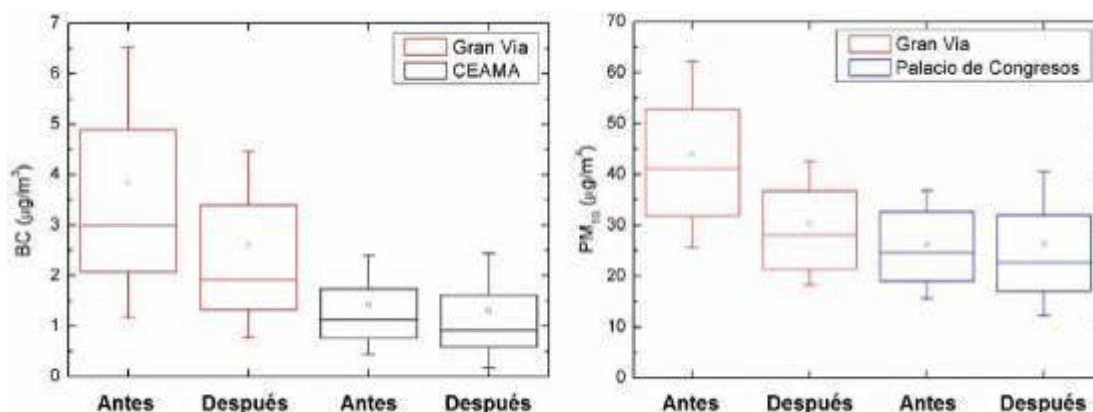 7
6
5
4
3
2
1
0
BC (μg/m³)
Gran Via
CEAMA
Antes Después Antes Después
70
60
50
40
30
20
10
0
PM₁₀ (μg/m³)
Gran Via
Palacio de Congresos
Antes Después Antes Después